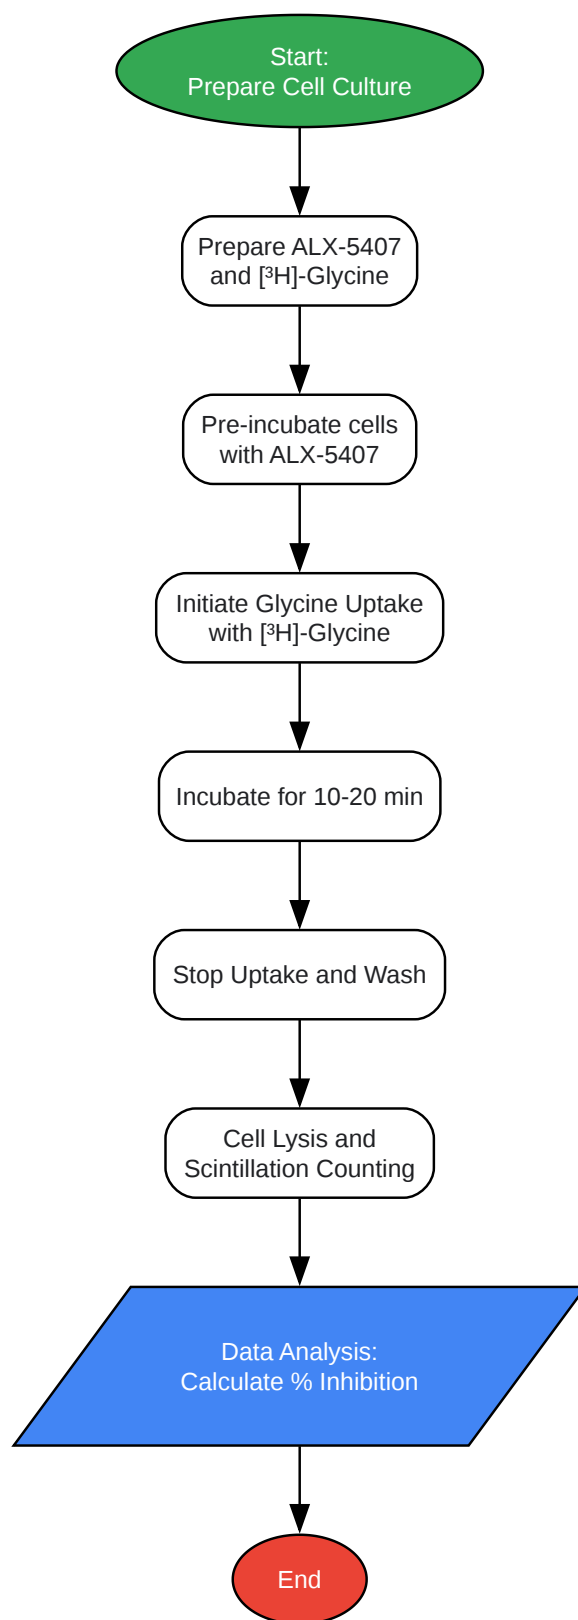 Start:
Prepare Cell Culture
Prepare ALX-5407
and [³H]-Glycine
Pre-incubate cells
with ALX-5407
Initiate Glycine Uptake
with [³H]-Glycine
Incubate for 10-20 min
Stop Uptake and Wash
Cell Lysis and
Scintillation Counting
Data Analysis:
Calculate % Inhibition
End